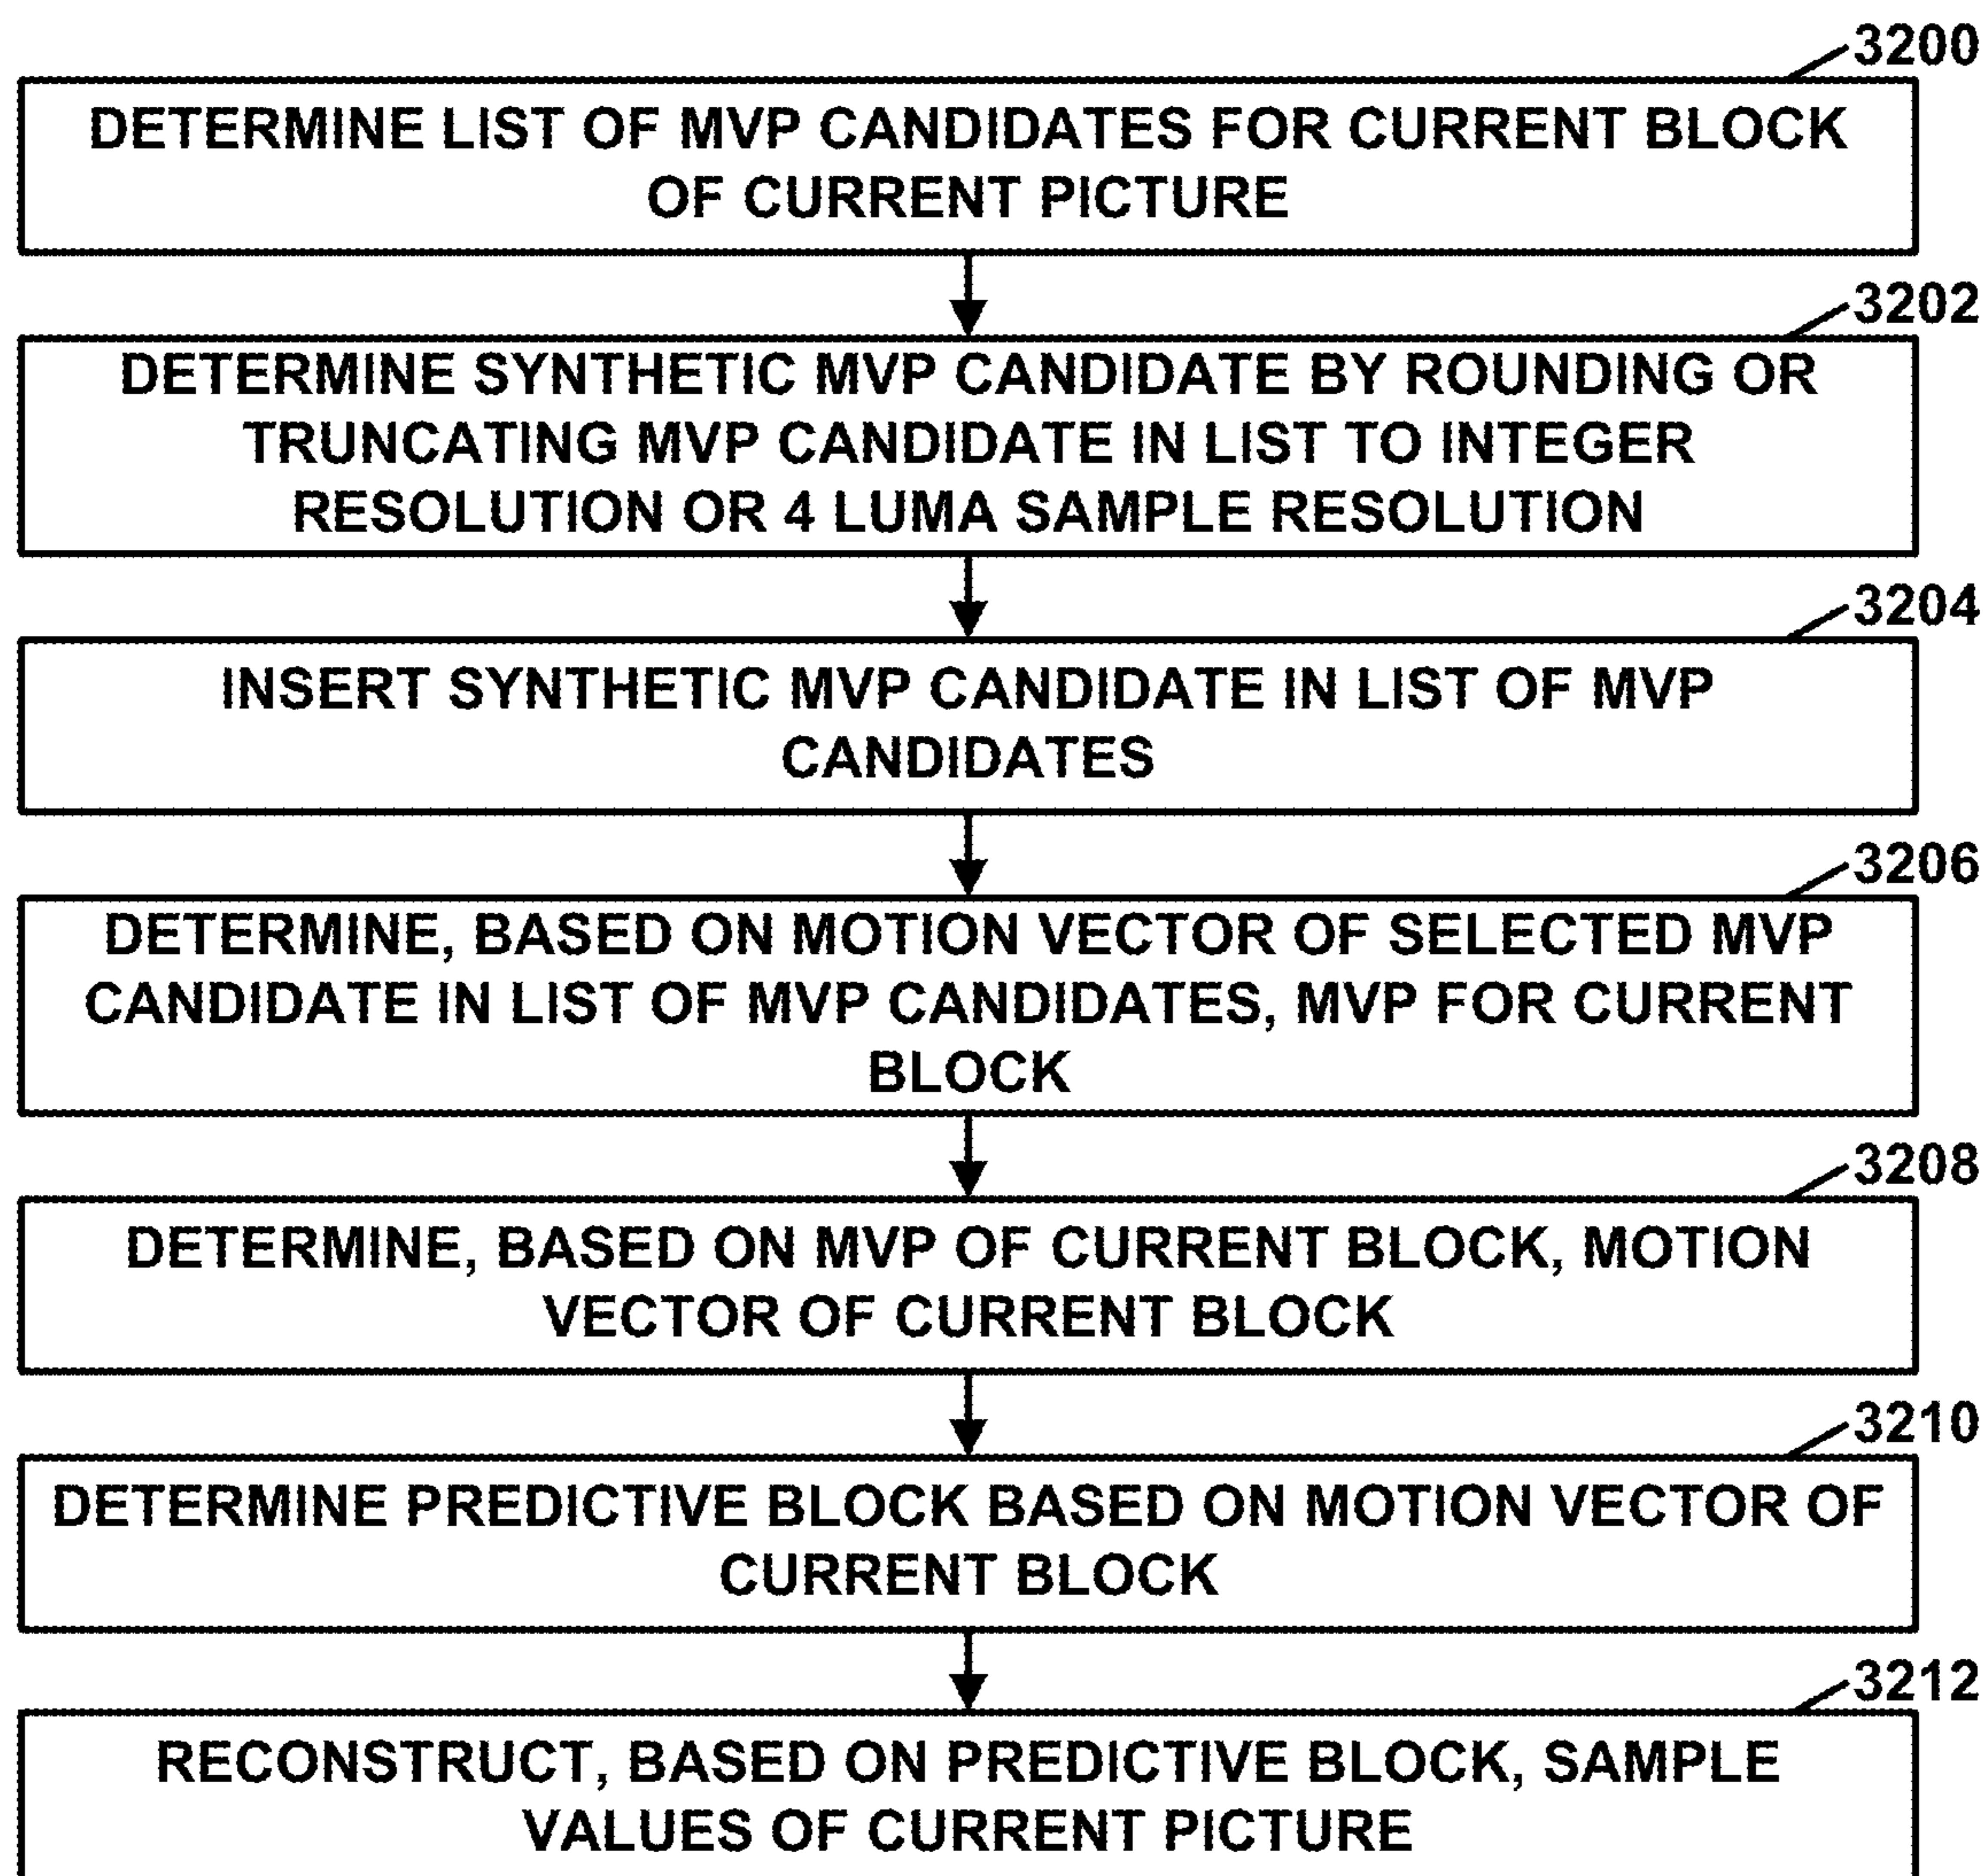 3200
DETERMINE LIST OF MVP CANDIDATES FOR CURRENT BLOCK
OF CURRENT PICTURE
3202
DETERMINE SYNTHETIC MVP CANDIDATE BY ROUNDING OR
TRUNCATING MVP CANDIDATE IN LIST TO INTEGER
RESOLUTION OR 4 LUMA SAMPLE RESOLUTION
3204
INSERT SYNTHETIC MVP CANDIDATE IN LIST OF MVP
CANDIDATES
3206
DETERMINE, BASED ON MOTION VECTOR OF SELECTED MVP
CANDIDATE IN LIST OF MVP CANDIDATES, MVP FOR CURRENT
BLOCK
3208
DETERMINE, BASED ON MVP OF CURRENT BLOCK, MOTION
VECTOR OF CURRENT BLOCK
3210
DETERMINE PREDICTIVE BLOCK BASED ON MOTION VECTOR OF
CURRENT BLOCK
3212
RECONSTRUCT, BASED ON PREDICTIVE BLOCK, SAMPLE
VALUES OF CURRENT PICTURE